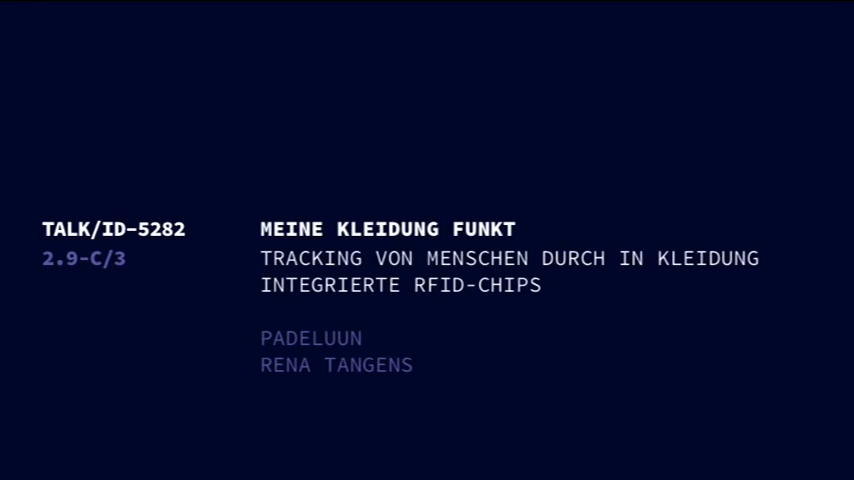 TALK/ID-5282
2.9-C/3
MEINE KLEIDUNG FUNKT
TRACKING VON MENSCHEN DURCH IN KLEIDUNG
INTEGRIERTE RFID-CHIPS
PADELUUN
RENA TANGENS